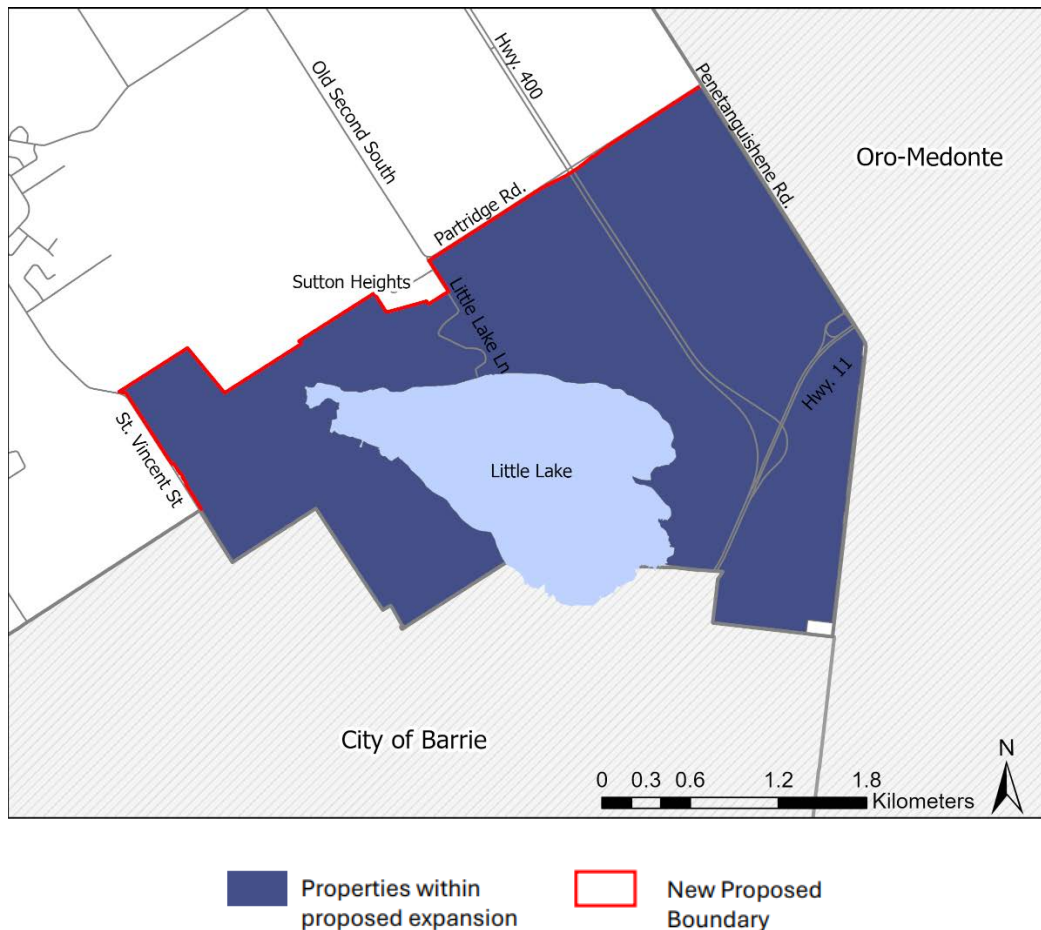 Hwy. 400
Old Second South
Penetanguishene Rd.
Oro-Medonte
Partridge Rd.
Sutton Heights
Little Lake Ln
Hwy. 11
St. Vincent St
Little Lake
City of Barrie
N
0 0.3 0.6 1.2 1.8
Kilometers
Properties within
proposed expansion
New Proposed
Boundary